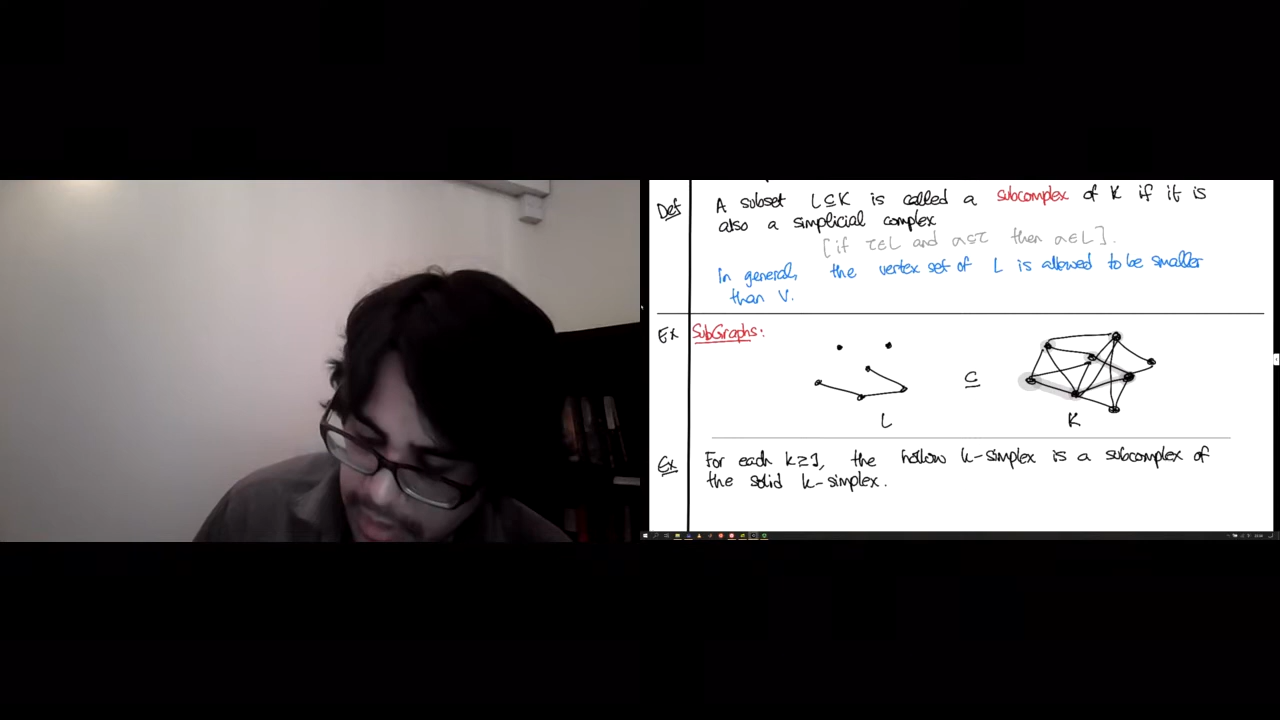 Def A subset L ⊆ K is called a subcomplex of K if it is
also a simplicial complex
[if τ∈L and σ≤τ then σ∈L].
In general, the vertex set of L is allowed to be smaller
than V.
Ex SubGraphs:
⊆
L K
Ex For each k≥1, the hollow k-simplex is a subcomplex of
the solid k-simplex.